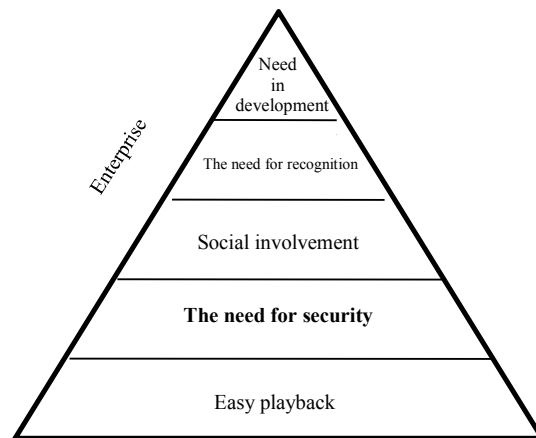 Need
in
development
Enterprise
The need for recognition
Social involvement
The need for security
Easy playback